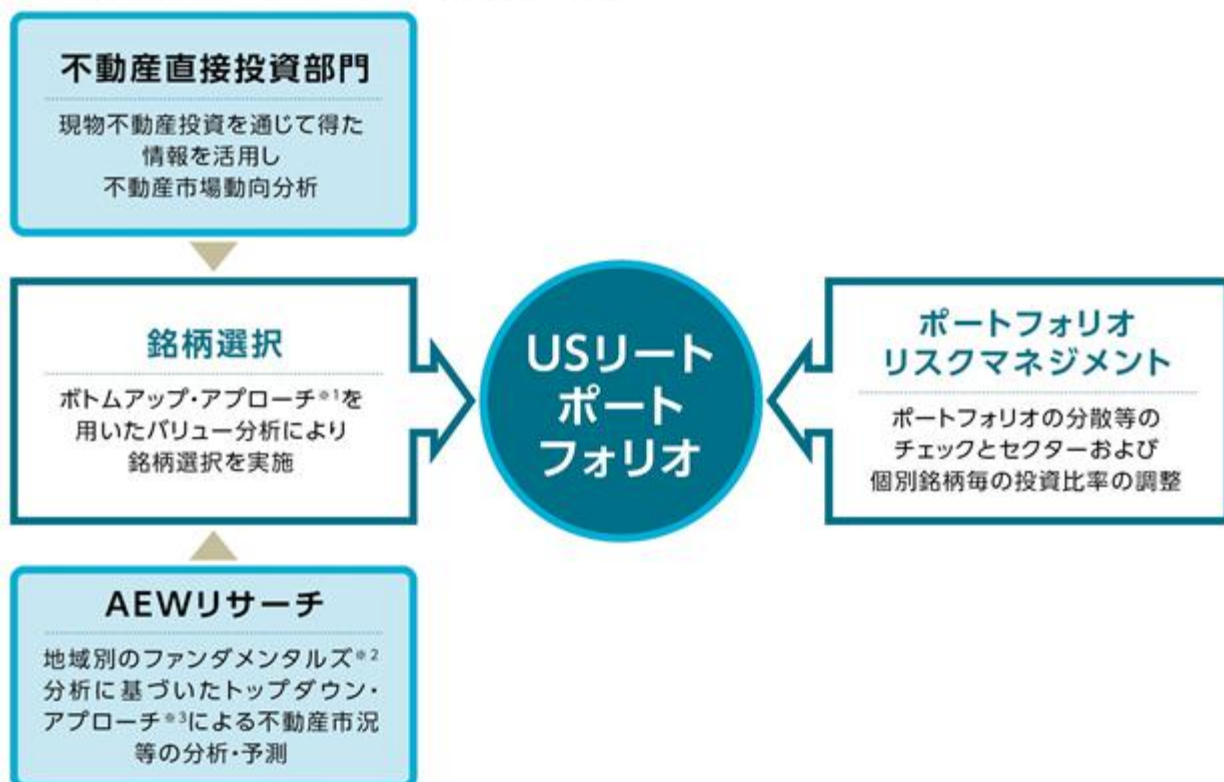 不動産直接投資部門
現物不動産投資を通じて得た
情報を活用し
不動産市場動向分析
銘柄選択
ボトムアップ・アプローチ※1を
用いたバリュー分析により
銘柄選択を実施
AEWリサーチ
地域別のファンダメンタルズ※2
分析に基づいたトップダウン・
アプローチ※3による不動産市況
等の分析・予測
USリート
ポート
フォリオ
ポートフォリオ
リスクマネジメント
ポートフォリオの分散等の
チェックとセクターおよび
個別銘柄毎の投資比率の調整